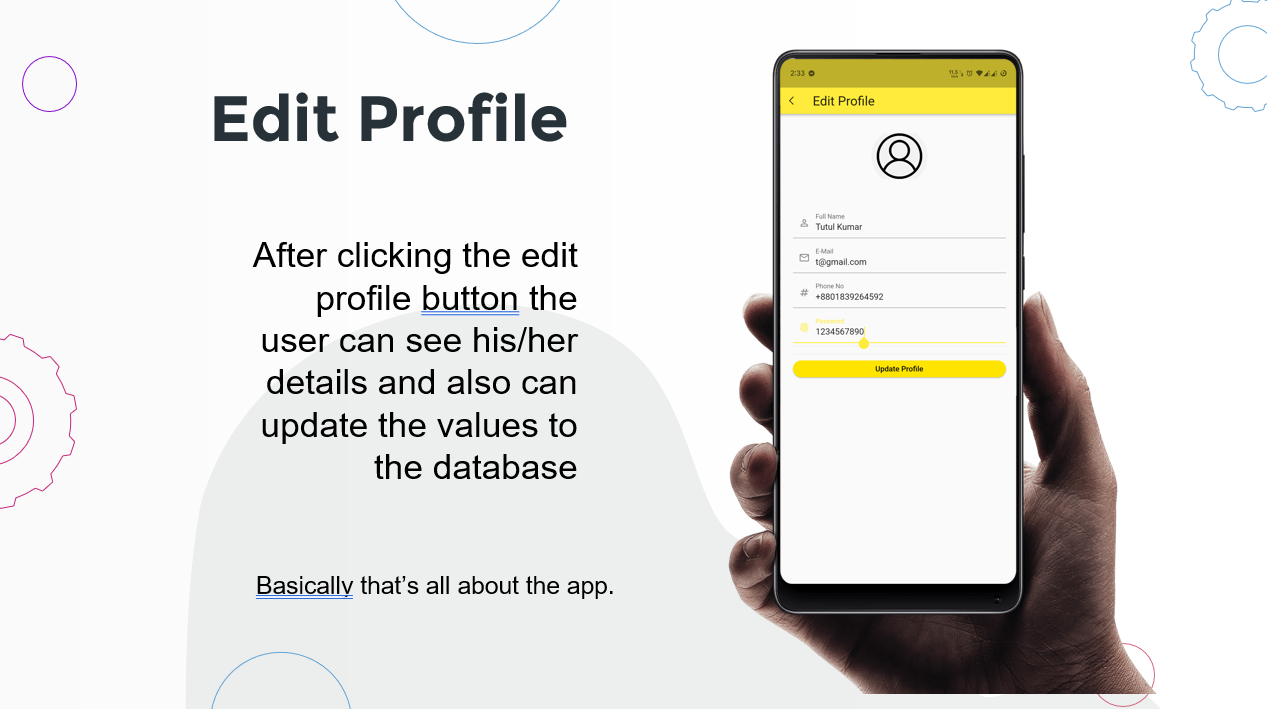 Edit Profile
After clicking the edit
profile button the
user can see his/her
details and also can
update the values to
the database
Basically that’s all about the app.
2:33
Edit Profile
Full Name
Tutul Kumar
E-Mail
t@gmail.com
Phone No
+8801839264592
Password
1234567890
Update Profile